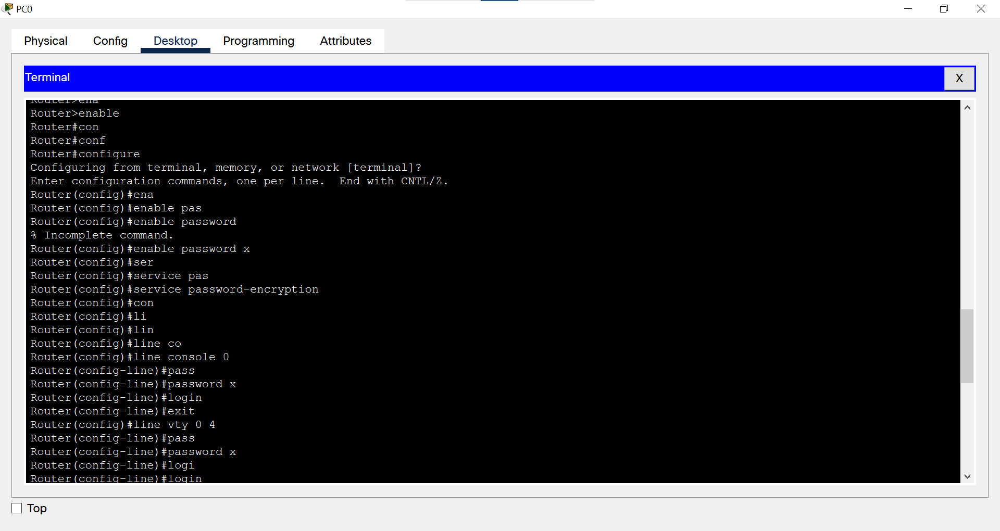 PC0
Physical Config Desktop Programming Attributes
Terminal X
Router>ena
Router>enable
Router#con
Router#conf
Router#configure
Configuring from terminal, memory, or network [terminal]?
Enter configuration commands, one per line.  End with CNTL/Z.
Router(config)#ena
Router(config)#enable pas
Router(config)#enable password
% Incomplete command.
Router(config)#enable password x
Router(config)#ser
Router(config)#service pas
Router(config)#service password-encryption
Router(config)#con
Router(config)#li
Router(config)#lin
Router(config)#line co
Router(config)#line console 0
Router(config-line)#pass
Router(config-line)#password x
Router(config-line)#login
Router(config-line)#exit
Router(config)#line vty 0 4
Router(config-line)#pass
Router(config-line)#password x
Router(config-line)#logi
Router(config-line)#login
Top